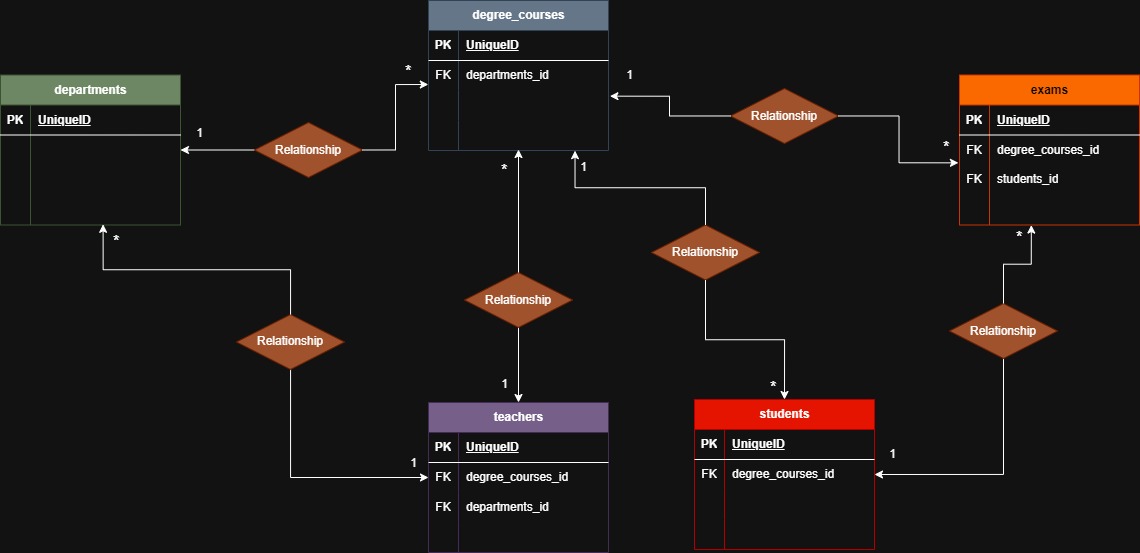 degree_courses
PK UniqueID
FK departments_id
departments
PK UniqueID
exams
PK UniqueID
FK degree_courses_id
FK students_id
*
1
1
*
Relationship
Relationship
*
1
*
*
Relationship
Relationship
Relationship
Relationship
1
*
1
1
teachers
PK UniqueID
FK degree_courses_id
FK departments_id
students
PK UniqueID
FK degree_courses_id